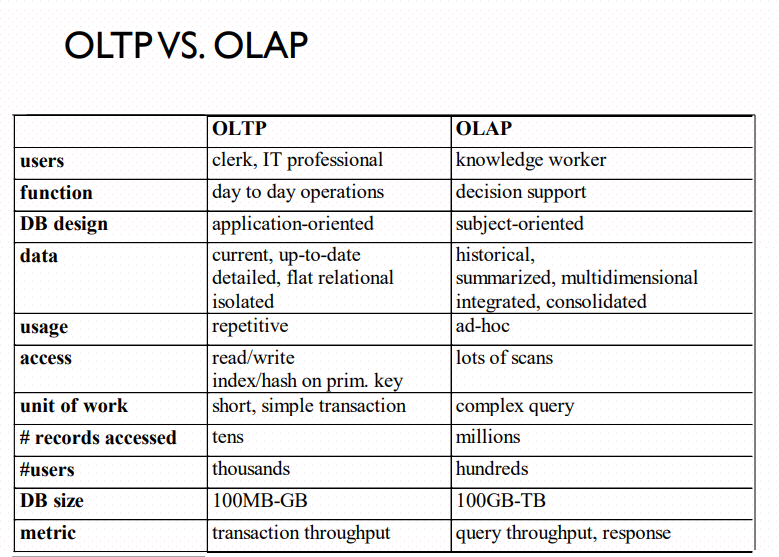 OLTP VS. OLAP
OLTP OLAP
users clerk, IT professional knowledge worker
function day to day operations decision support
DB design application-oriented subject-oriented
data current, up-to-date historical,
detailed, flat relational summarized, multidimensional
isolated integrated, consolidated
usage repetitive ad-hoc
access read/write lots of scans
index/hash on prim. key
unit of work short, simple transaction complex query
# records accessed tens millions
#users thousands hundreds
DB size 100MB-GB 100GB-TB
metric transaction throughput query throughput, response